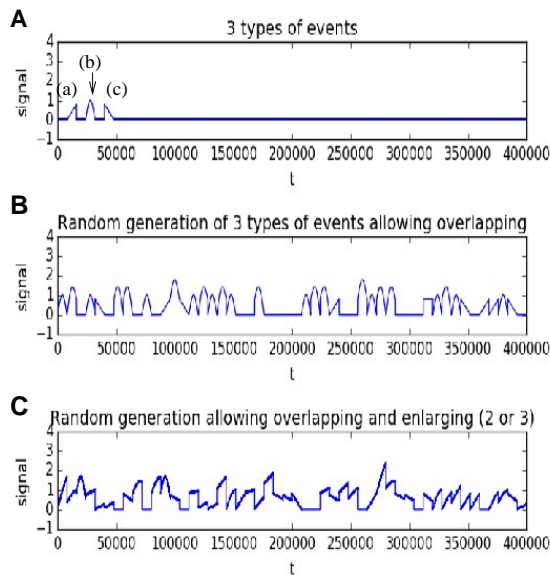 A
3 types of events
4
3
2
1
0
−1
signal
(a)
(b)
(c)
0 50000 100000 150000 200000 250000 300000 350000 400000
t
B
Random generation of 3 types of events allowing overlapping
4
3
2
1
0
−1
signal
0 50000 100000 150000 200000 250000 300000 350000 400000
t
C
Random generation allowing overlapping and enlarging (2 or 3)
4
3
2
1
0
−1
signal
0 50000 100000 150000 200000 250000 300000 350000 400000
t